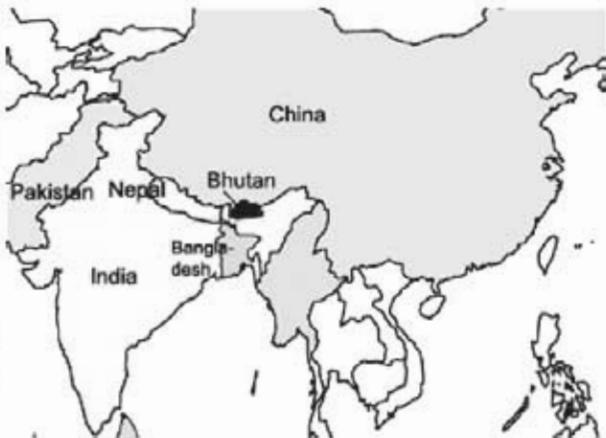 China
Bhutan
Pakistan
Nepal
Bangla-
desh
India